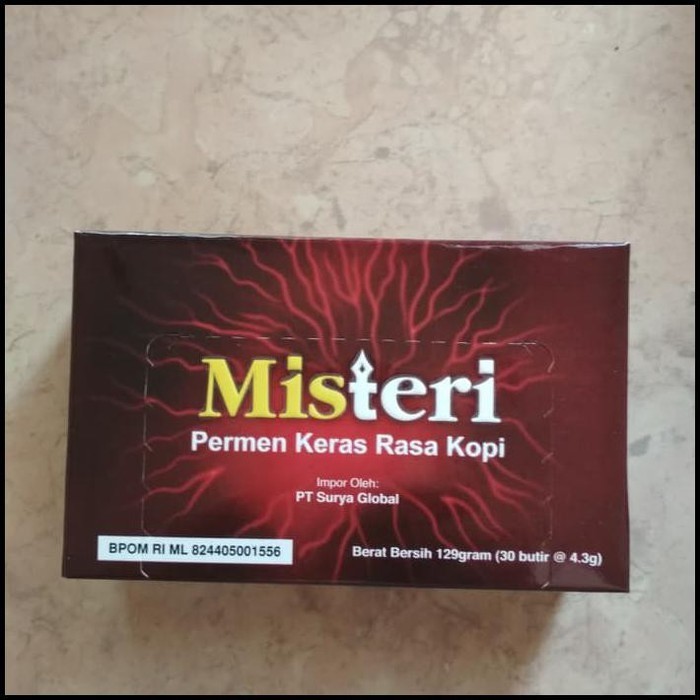 Misteri
Permen Keras Rasa Kopi
Impor Oleh:
PT Surya Global
BPOM RI ML 824405001556
Berat Bersih 129gram (30 butir @ 4.3g)